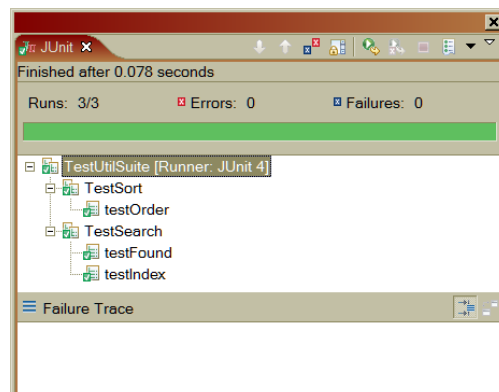 JUnit
Finished after 0.078 seconds
Runs: 3/3 Errors: 0 Failures: 0
TestUtilSuite [Runner: JUnit 4]
TestSort
testOrder
TestSearch
testFound
testIndex
Failure Trace